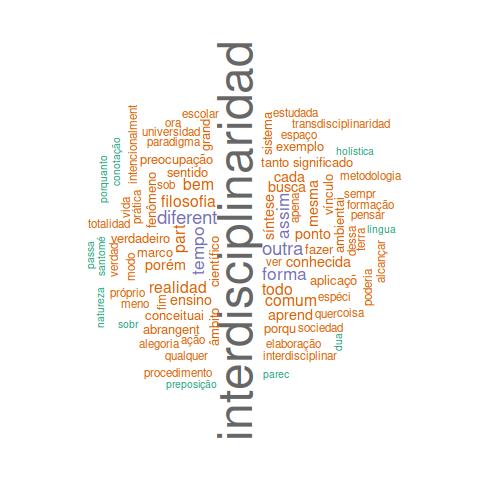 interdisciplinaridad
escolar
estudada
ora
transdisciplinaridad
universidad
grand
sistema
espaço
paradigma
exemplo
holística
intencionalment
conotação
porquanto
preocupação
tanto
significado
sentido
cada
metodologia
fenômeno
sob
bem
busca
vínculo
sempr
vida
prática
filosofia
síntese
assim
apenas
mesma
formação
pensar
diferent
totalidad
part
ambiental
língua
verdadeiro
tempo
ponto
dessa
terra
passa
santomé
verdad
modo
marco
científico
outra
fazer
alcançar
porém
ver
conhecida
forma
aplicaçõ
poderia
natureza
próprio
realidad
todo
meno
fim
ensino
comum
espéci
conceituai
âmbito
aprend
quercoisa
sobr
abrangent
porqu
sociedad
alegoria
ação
elaboração
dua
qualquer
interdisciplinar
procedimento
parec
preposição